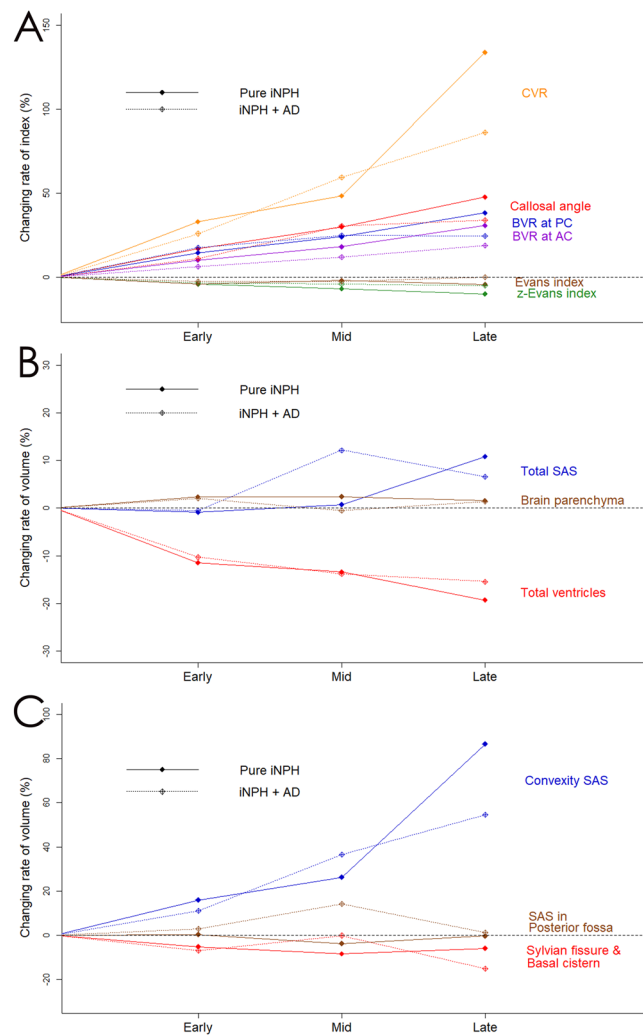 A
Changing rate of index (%)
150
100
50
0
Pure iNPH
iNPH + AD
CVR
Callosal angle
BVR at PC
BVR at AC
Evans index
z-Evans index
Early
Mid
Late
B
Changing rate of volume (%)
30
20
10
0
-10
-20
-30
Pure iNPH
iNPH + AD
Total SAS
Brain parenchyma
Total ventricles
Early
Mid
Late
C
Changing rate of volume (%)
100
80
60
40
20
0
-20
Pure iNPH
iNPH + AD
Convexity SAS
SAS in
Posterior fossa
Sylvian fissure &
Basal cistern
Early
Mid
Late